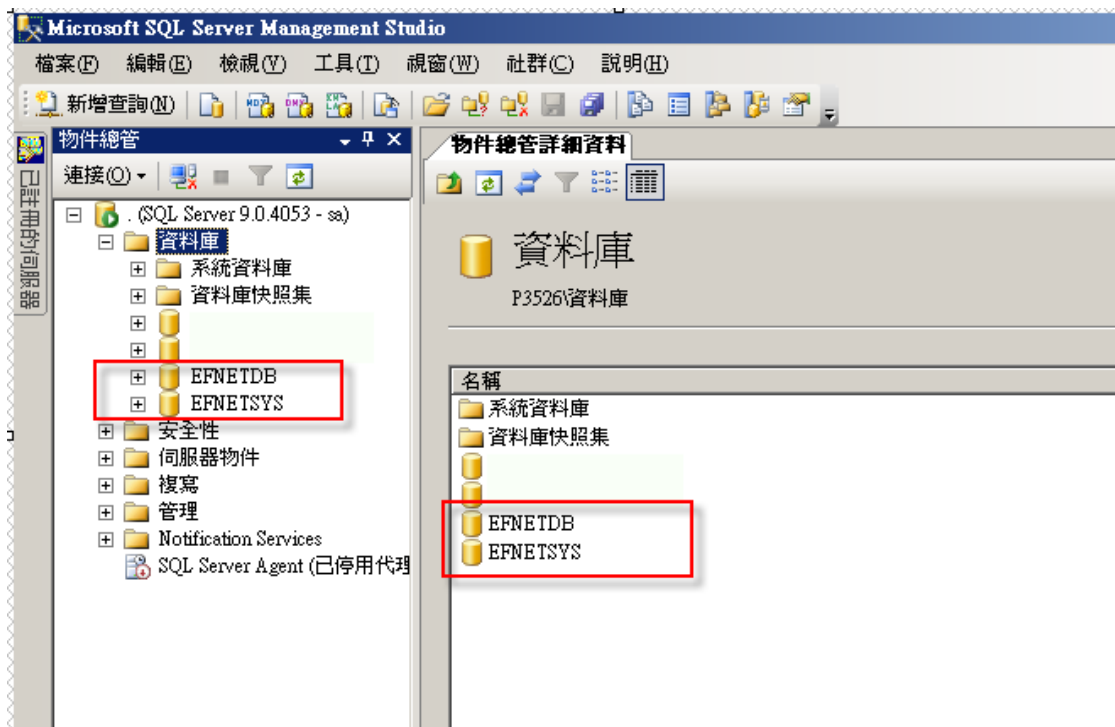 Microsoft SQL Server Management Studio
檔案(F) 編輯(E) 檢視(V) 工具(T) 視窗(W) 社群(C) 說明(H)
新增查詢(N)
已註冊的伺服器
物件總管
連接(O)
. (SQL Server 9.0.4053 - sa)
資料庫
系統資料庫
資料庫快照集
EFNETDB
EFNETSYS
安全性
伺服器物件
複寫
管理
Notification Services
SQL Server Agent (已停用代理
物件總管詳細資料
資料庫
P3526\資料庫
名稱
系統資料庫
資料庫快照集
EFNETDB
EFNETSYS